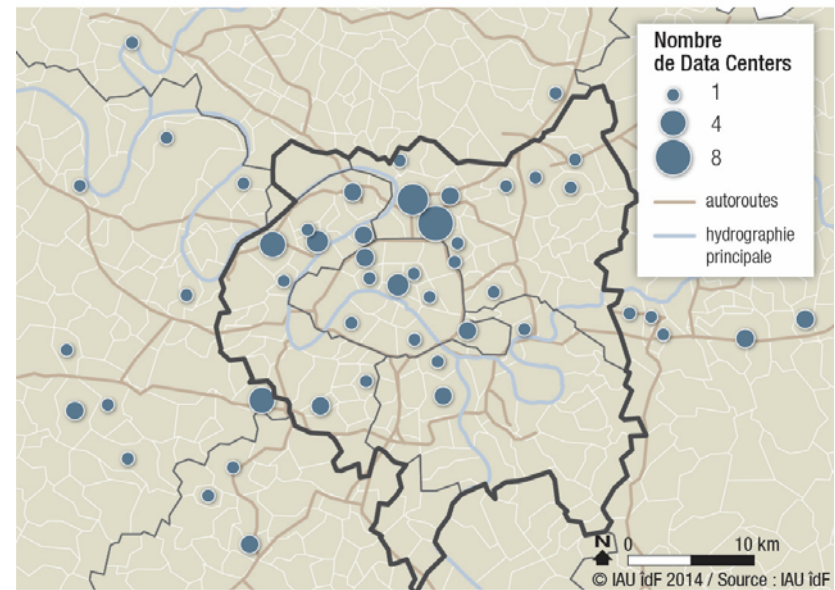 Nombre
de Data Centers
1
4
8
autoroutes
hydrographie
principale
N
0 10 km
© IAU îdF 2014 / Source : IAU îdF